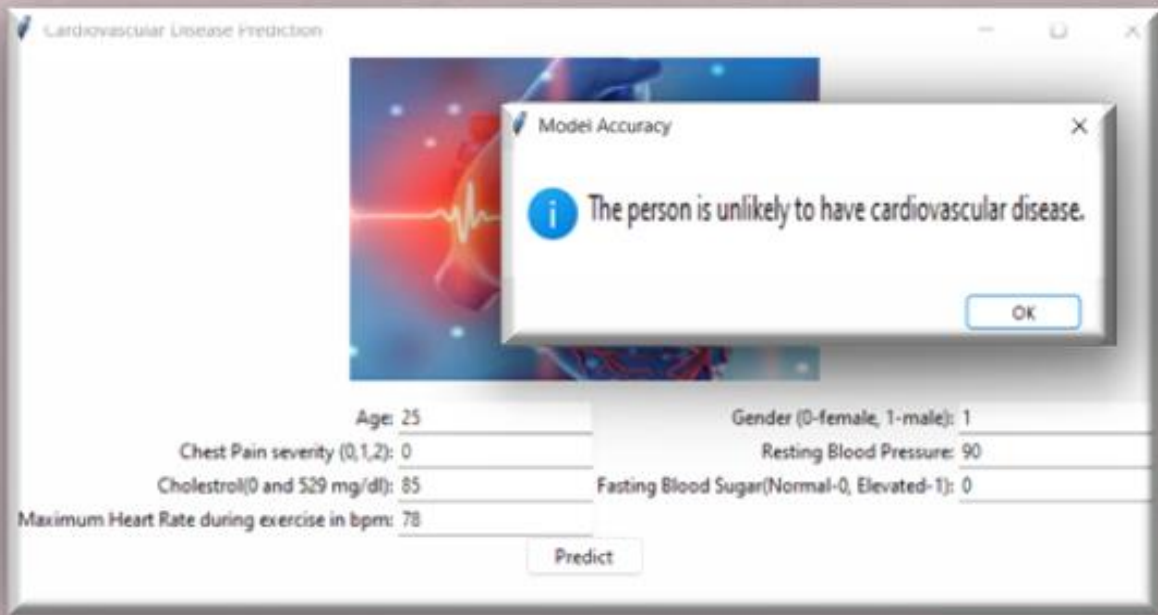 Cardiovascular Disease Prediction
Model Accuracy
The person is unlikely to have cardiovascular disease.
OK
Age: 25
Gender (0-female, 1-male): 1
Chest Pain severity (0,1,2): 0
Resting Blood Pressure: 90
Cholestrol(0 and 529 mg/dl): 85
Fasting Blood Sugar(Normal-0, Elevated-1): 0
Maximum Heart Rate during exercise in bpm: 78
Predict